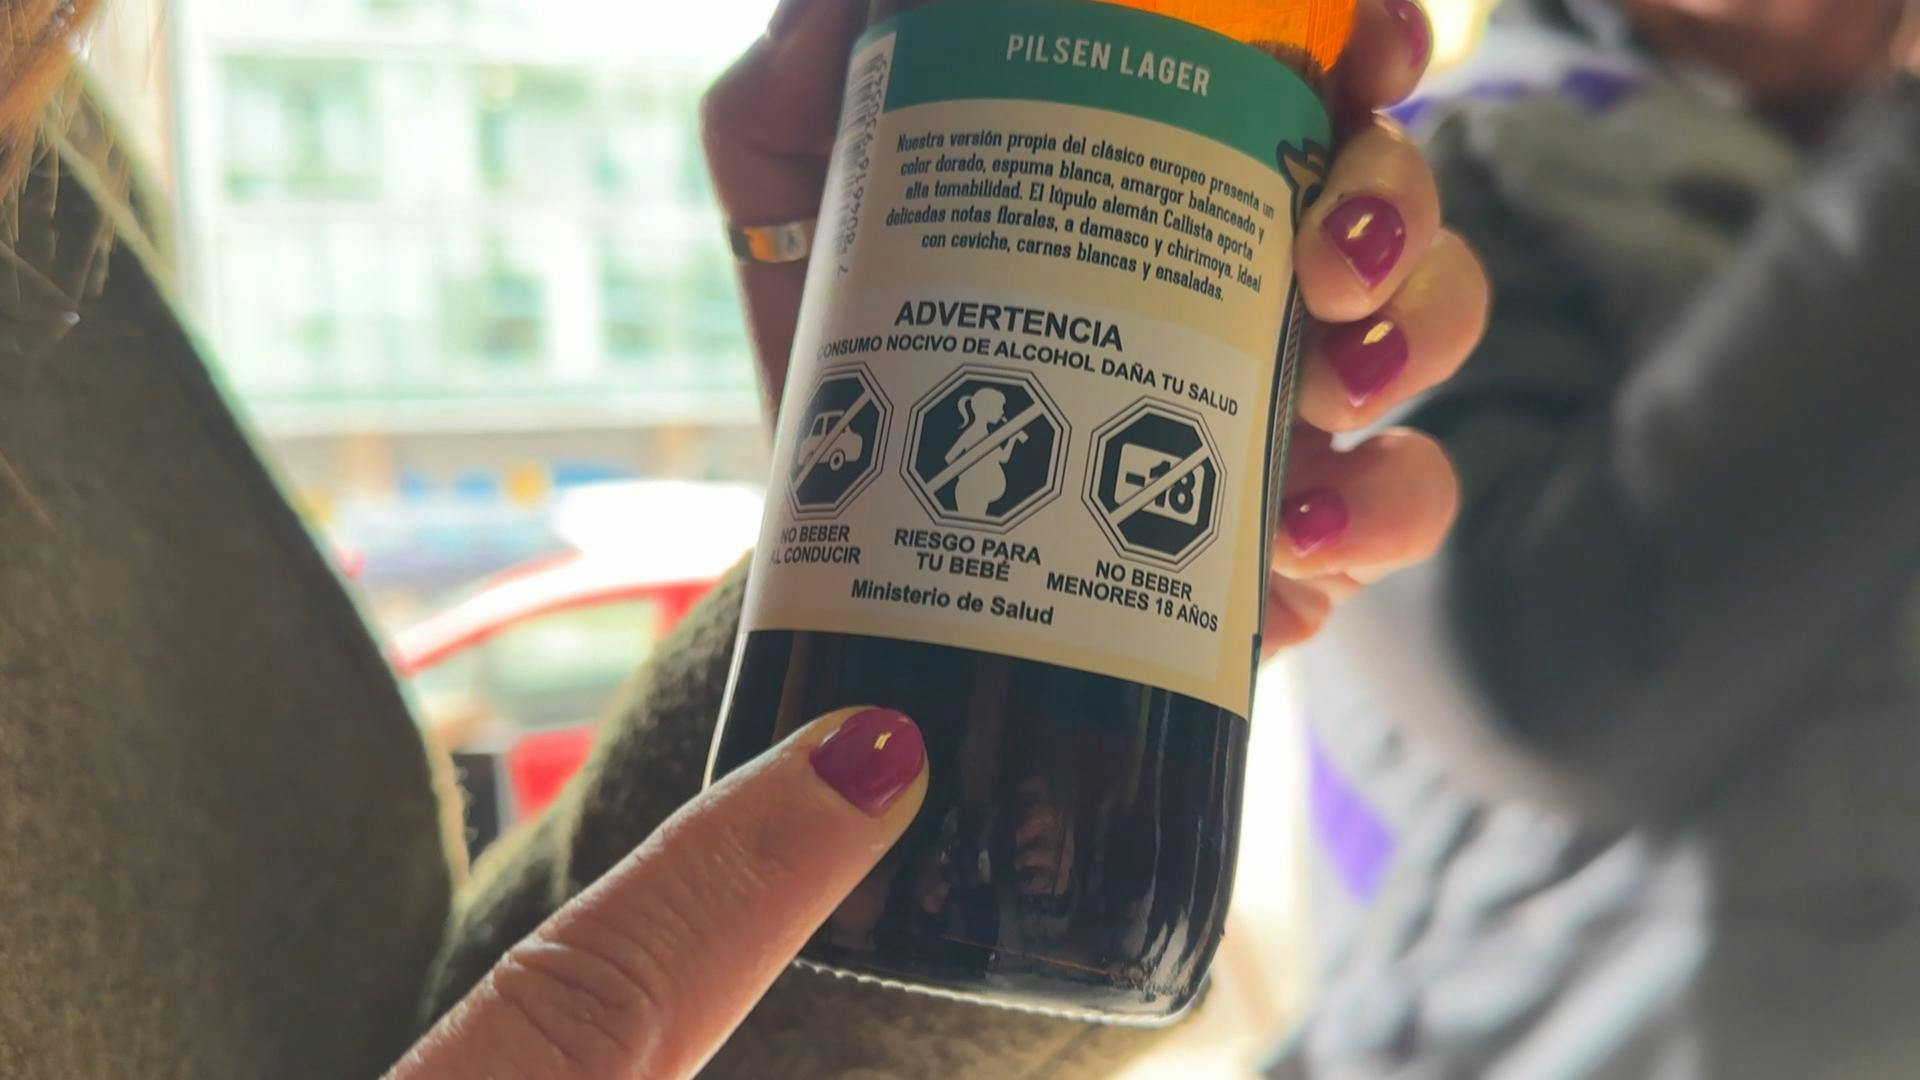 PILSEN LAGER
Nuestra versión propia del clásico europeo presenta un
color dorado, espuma blanca, amargor balanceado y
alta tomabilidad. El lúpulo alemán Callista aporta
delicadas notas florales, a damasco y chirimoya. Ideal
con ceviche, carnes blancas y ensaladas.
ADVERTENCIA
CONSUMO NOCIVO DE ALCOHOL DAÑA TU SALUD
-18
NO BEBER
AL CONDUCIR
RIESGO PARA
TU BEBÉ
NO BEBER
MENORES 18 AÑOS
Ministerio de Salud